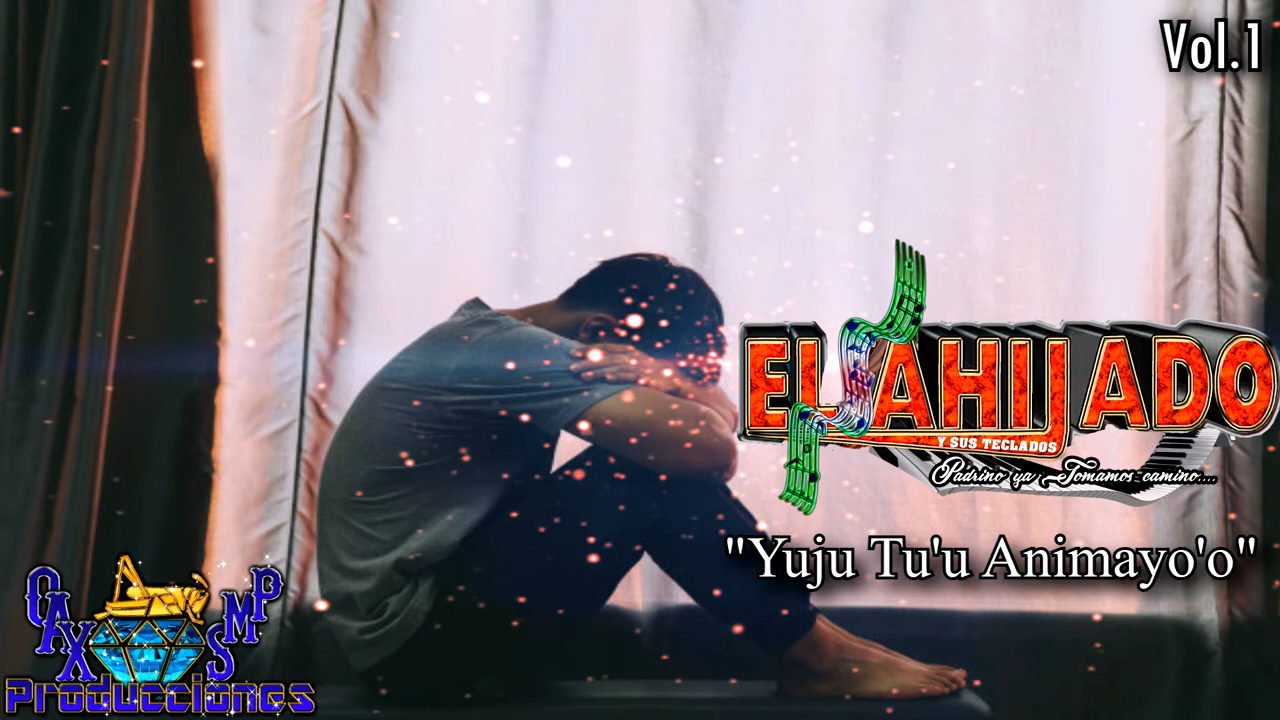 Vol.1
EL AHIJADO
Y SUS TECLADOS
Padrino ya Tomamos camino....
"Yuju Tu'u Animayo'o"
OAX SMP
Producciones